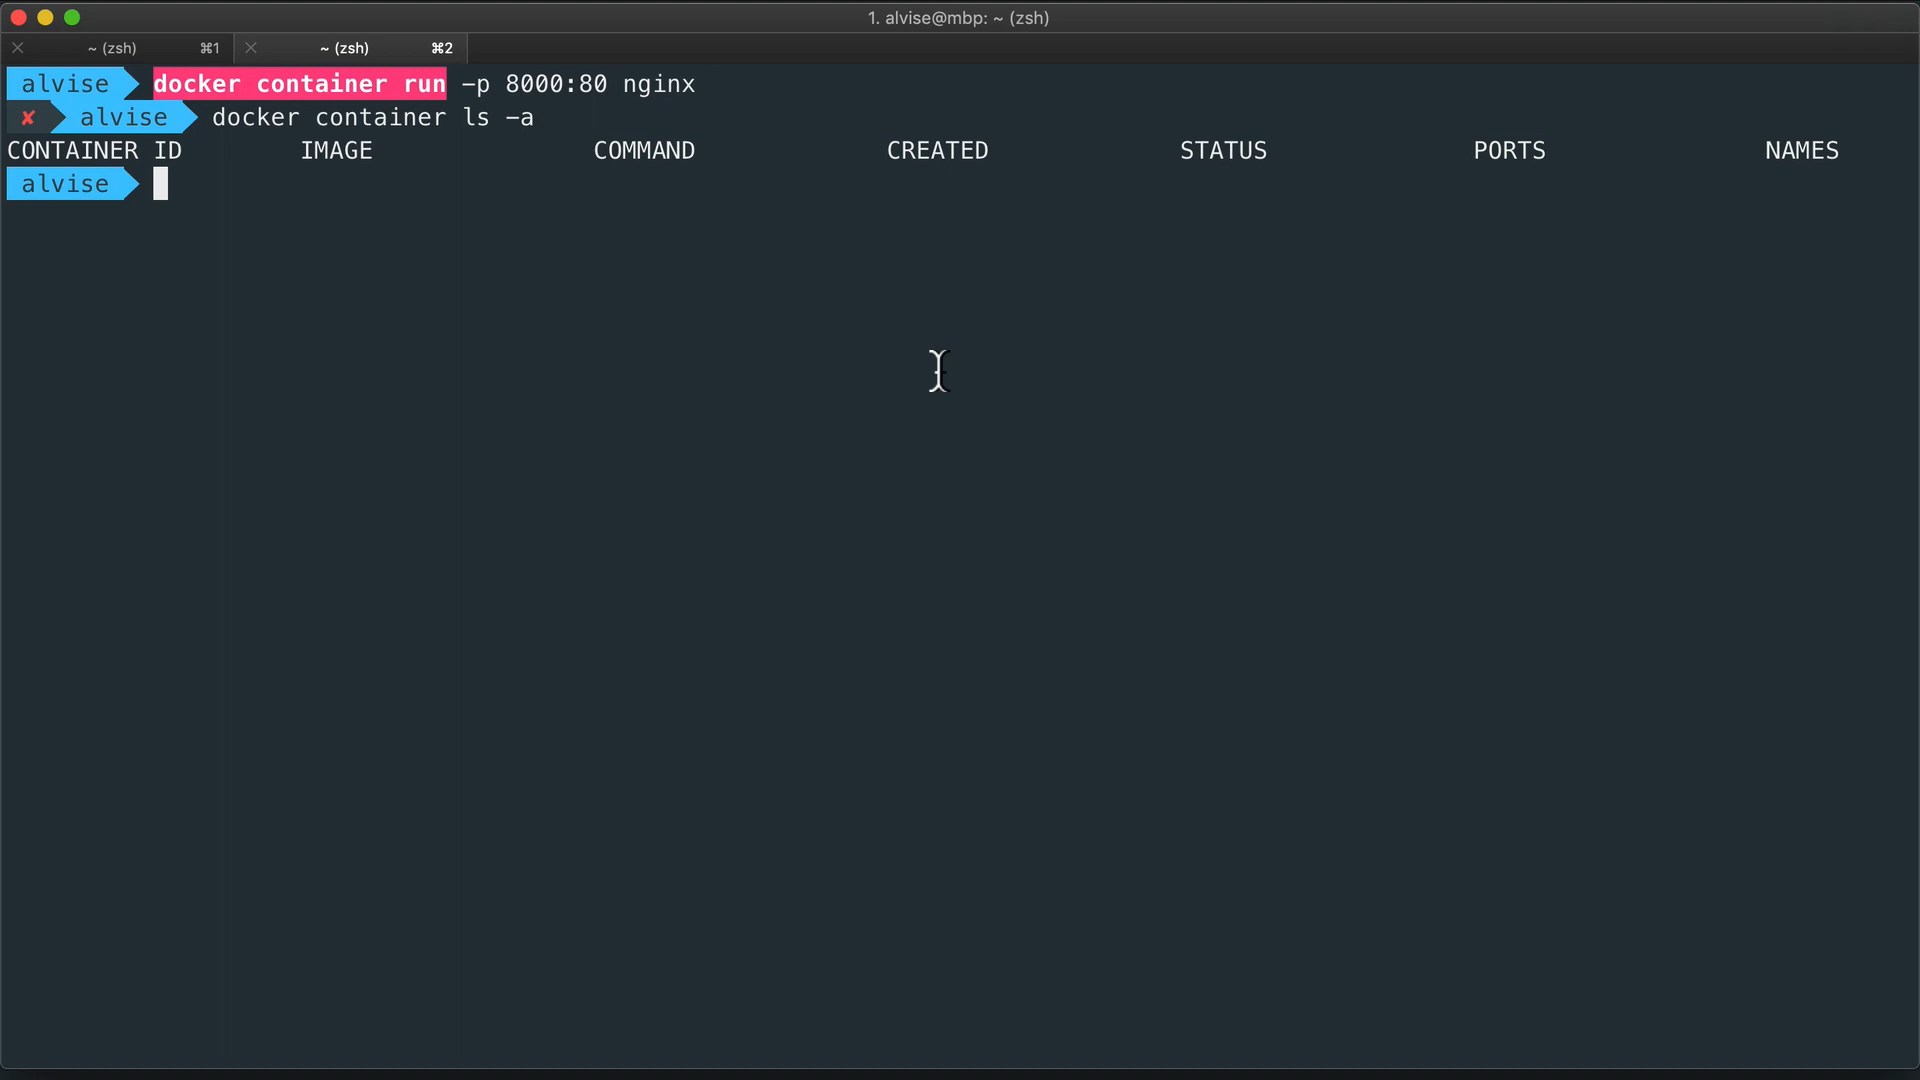 1. alvise@mbp: ~ (zsh)
~ (zsh) ⌘1 ~ (zsh) ⌘2
alvise docker container run -p 8000:80 nginx
✘ alvise docker container ls -a
CONTAINER ID IMAGE COMMAND CREATED STATUS PORTS NAMES
alvise